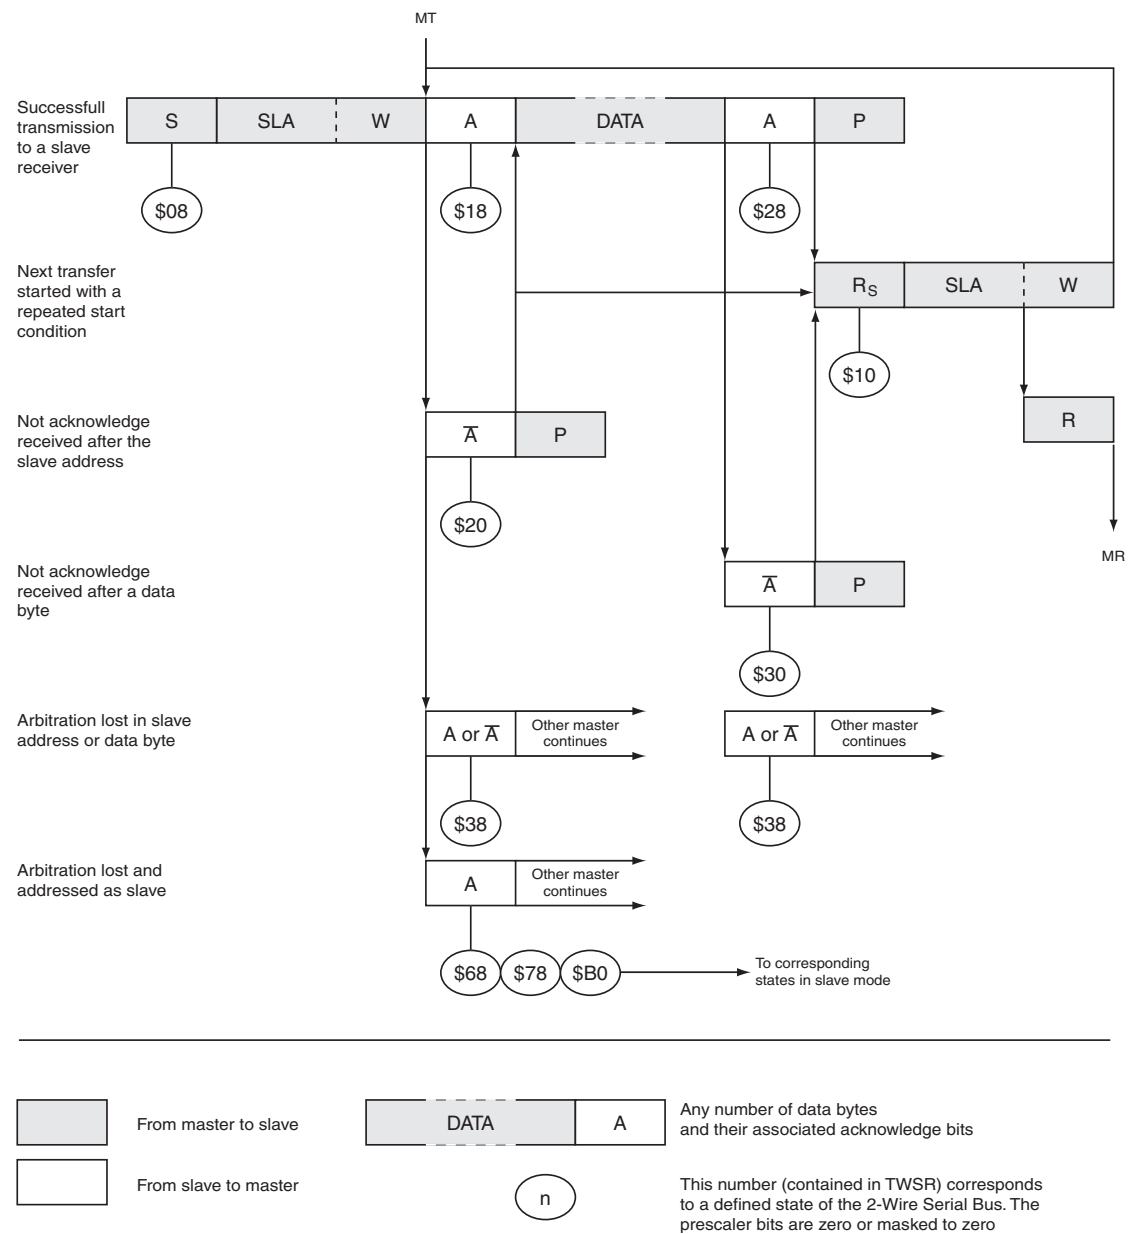 MT
Successfull
transmission
to a slave
receiver
S SLA W A DATA A P
$08 $18 $28
Next transfer
started with a
repeated start
condition
RS SLA W
$10
Not acknowledge
received after the
slave address
A̅ P
R
$20
MR
Not acknowledge
received after a data
byte
A̅ P
$30
Arbitration lost in slave
address or data byte
A or A̅
Other master
continues
A or A̅
Other master
continues
$38 $38
Arbitration lost and
addressed as slave
A
Other master
continues
$68 $78 $B0
To corresponding
states in slave mode
From master to slave
DATA A
Any number of data bytes
and their associated acknowledge bits
From slave to master
n
This number (contained in TWSR) corresponds
to a defined state of the 2-Wire Serial Bus. The
prescaler bits are zero or masked to zero